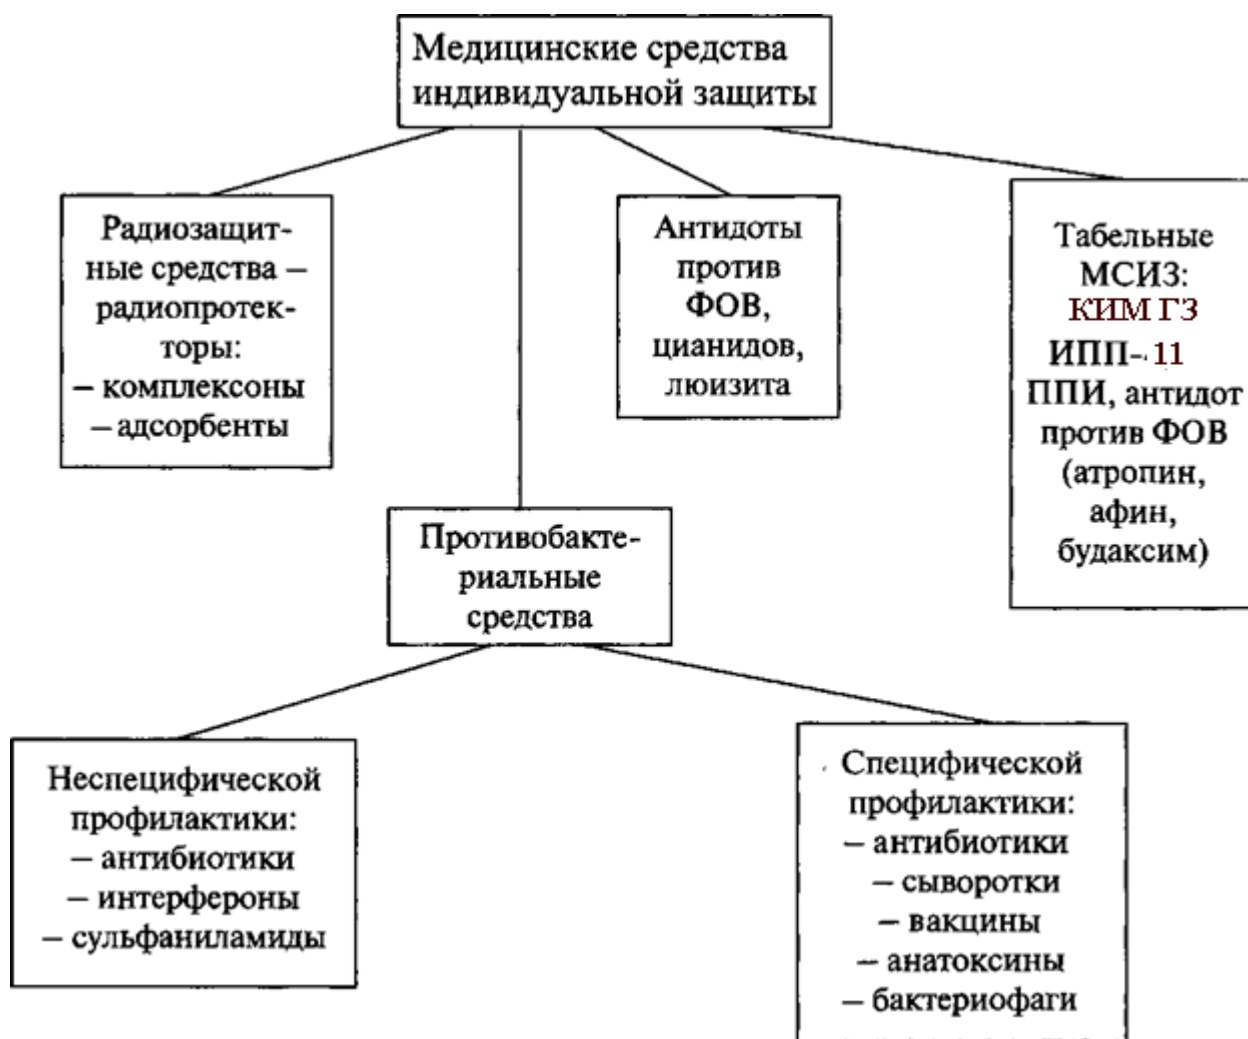 Медицинские средства
индивидуальной защиты
Радиозащит-
ные средства –
радиопротек-
торы:
– комплексоны
– адсорбенты
Антидоты
против
ФОВ,
цианидов,
люизита
Табельные
МСИЗ:
КИМ ГЗ
ИПП- 11
ППИ, антидот
против ФОВ
(атропин,
афин,
будаксим)
Противобакте-
риальные
средства
Неспецифической
профилактики:
– антибиотики
– интерфероны
– сульфаниламиды
Специфической
профилактики:
– антибиотики
– сыворотки
– вакцины
– анатоксины
– бактериофаги